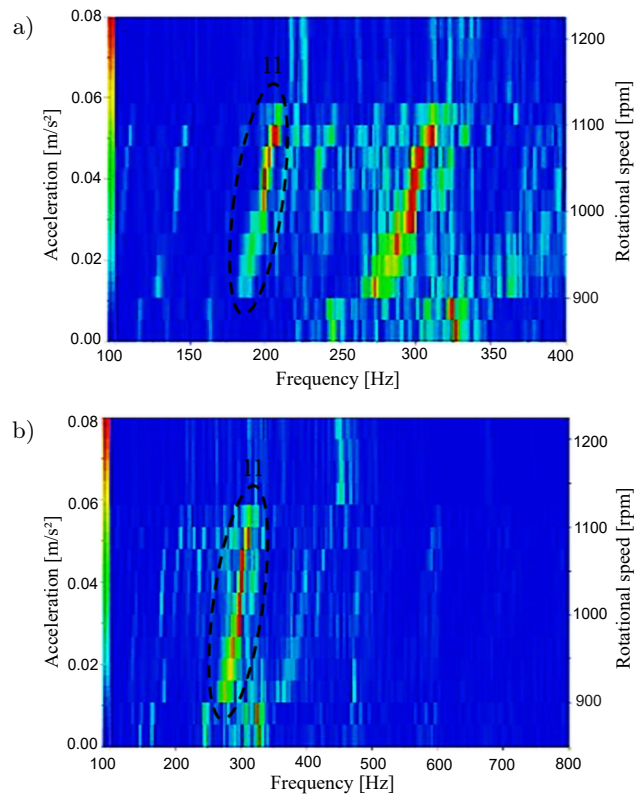 a)
0.08
0.06
0.04
0.02
0.00
Acceleration [m/s²]
11
1200
1100
1000
900
Rotational speed [rpm]
100 150 200 250 300 350 400
Frequency [Hz]
b)
0.08
0.06
0.04
0.02
0.00
Acceleration [m/s²]
11
1200
1100
1000
900
Rotational speed [rpm]
100 200 300 400 500 600 700 800
Frequency [Hz]